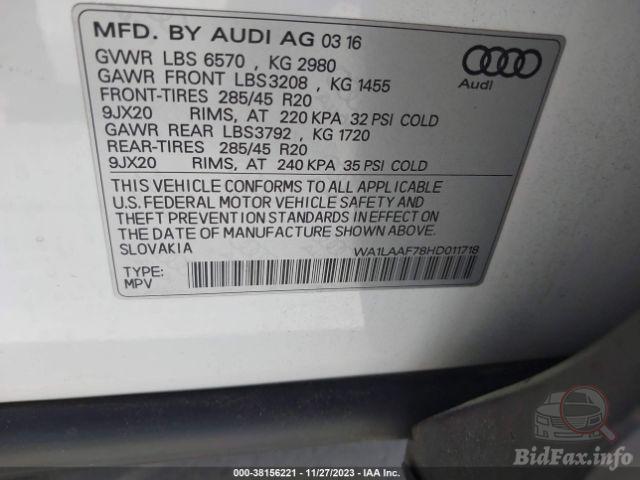 MFD. BY AUDI AG 03 16
GVWR LBS 6570 , KG 2980
GAWR FRONT LBS3208 , KG 1455
FRONT-TIRES 285/45 R20
9JX20 RIMS, AT 220 KPA 32 PSI COLD
GAWR REAR LBS3792 , KG 1720
REAR-TIRES 285/45 R20
9JX20 RIMS, AT 240 KPA 35 PSI COLD
Audi
THIS VEHICLE CONFORMS TO ALL APPLICABLE
U.S. FEDERAL MOTOR VEHICLE SAFETY AND
THEFT PREVENTION STANDARDS IN EFFECT ON
THE DATE OF MANUFACTURE SHOWN ABOVE.
SLOVAKIA WA1LAAF78HD011718
TYPE:
MPV
BidFax.info
000-38156221 - 11/27/2023 - IAA Inc.